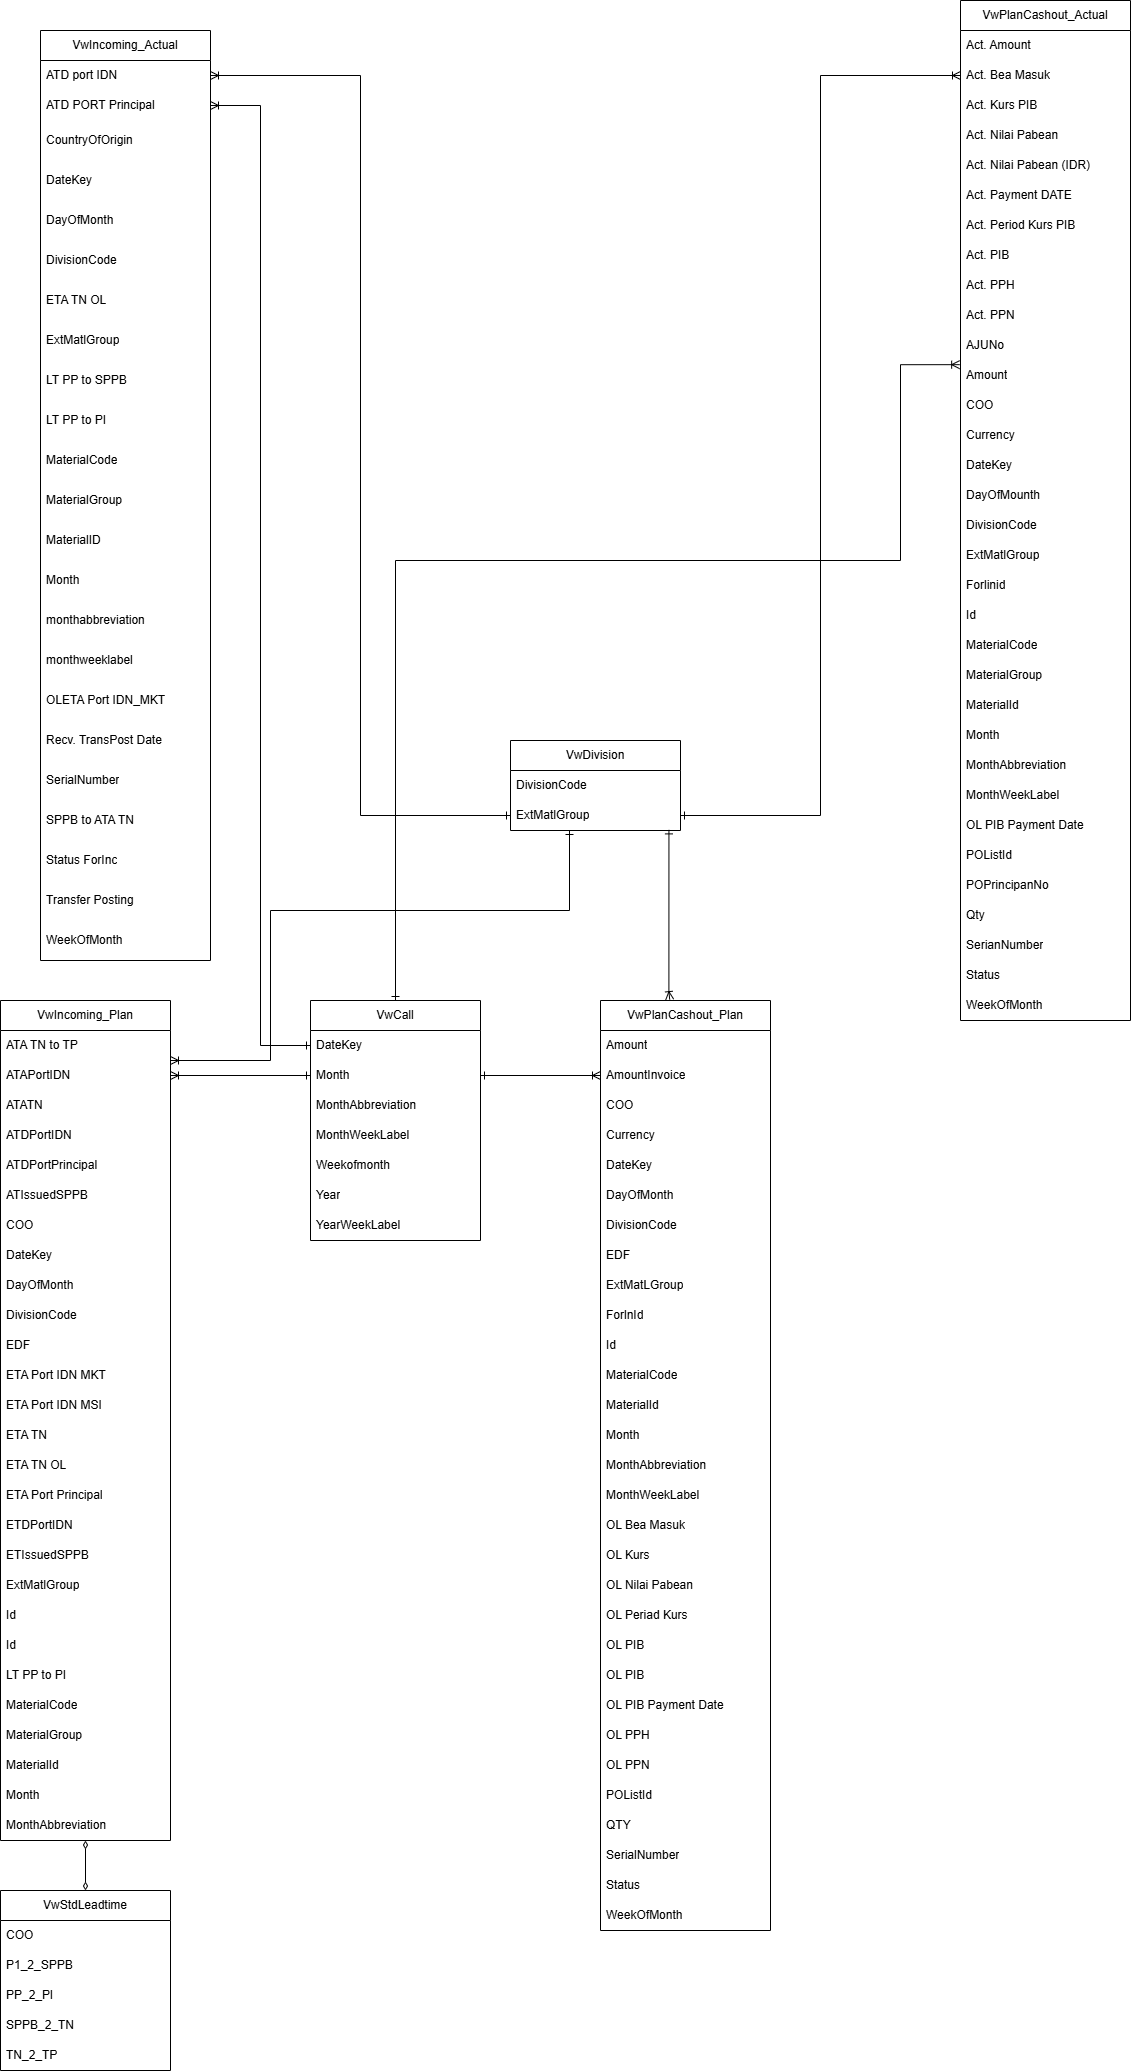 VwIncoming_Actual
ATD port IDN
ATD PORT Principal
CountryOfOrigin
DateKey
DayOfMonth
DivisionCode
ETA TN OL
ExtMatlGroup
LT PP to SPPB
LT PP to PI
MaterialCode
MaterialGroup
MaterialID
Month
monthabbreviation
monthweeklabel
OLETA Port IDN_MKT
Recv. TransPost Date
SerialNumber
SPPB to ATA TN
Status ForInc
Transfer Posting
WeekOfMonth
VwPlanCashout_Actual
Act. Amount
Act. Bea Masuk
Act. Kurs PIB
Act. Nilai Pabean
Act. Nilai Pabean (IDR)
Act. Payment DATE
Act. Period Kurs PIB
Act. PIB
Act. PPH
Act. PPN
AJUNo
Amount
COO
Currency
DateKey
DayOfMounth
DivisionCode
ExtMatlGroup
ForIinid
Id
MaterialCode
MaterialGroup
MaterialId
Month
MonthAbbreviation
MonthWeekLabel
OL PIB Payment Date
POListId
POPrincipanNo
Qty
SerianNumber
Status
WeekOfMonth
VwDivision
DivisionCode
ExtMatlGroup
VwIncoming_Plan
ATA TN to TP
ATAPortIDN
ATATN
ATDPortIDN
ATDPortPrincipal
ATIssuedSPPB
COO
DateKey
DayOfMonth
DivisionCode
EDF
ETA Port IDN MKT
ETA Port IDN MSI
ETA TN
ETA TN OL
ETA Port Principal
ETDPortIDN
ETIssuedSPPB
ExtMatlGroup
Id
Id
LT PP to PI
MaterialCode
MaterialGroup
MaterialId
Month
MonthAbbreviation
VwCall
DateKey
Month
MonthAbbreviation
MonthWeekLabel
Weekofmonth
Year
YearWeekLabel
VwPlanCashout_Plan
Amount
AmountInvoice
COO
Currency
DateKey
DayOfMonth
DivisionCode
EDF
ExtMatLGroup
ForInId
Id
MaterialCode
MaterialId
Month
MonthAbbreviation
MonthWeekLabel
OL Bea Masuk
OL Kurs
OL Nilai Pabean
OL Periad Kurs
OL PIB
OL PIB
OL PIB Payment Date
OL PPH
OL PPN
POListId
QTY
SerialNumber
Status
WeekOfMonth
VwStdLeadtime
COO
P1_2_SPPB
PP_2_PI
SPPB_2_TN
TN_2_TP